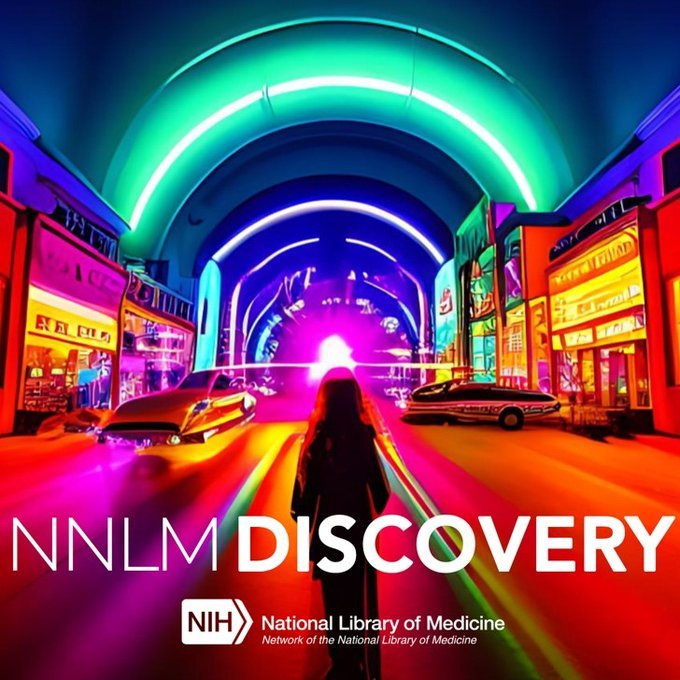 NNLM DISCOVERY
NIH National Library of Medicine
Network of the National Library of Medicine